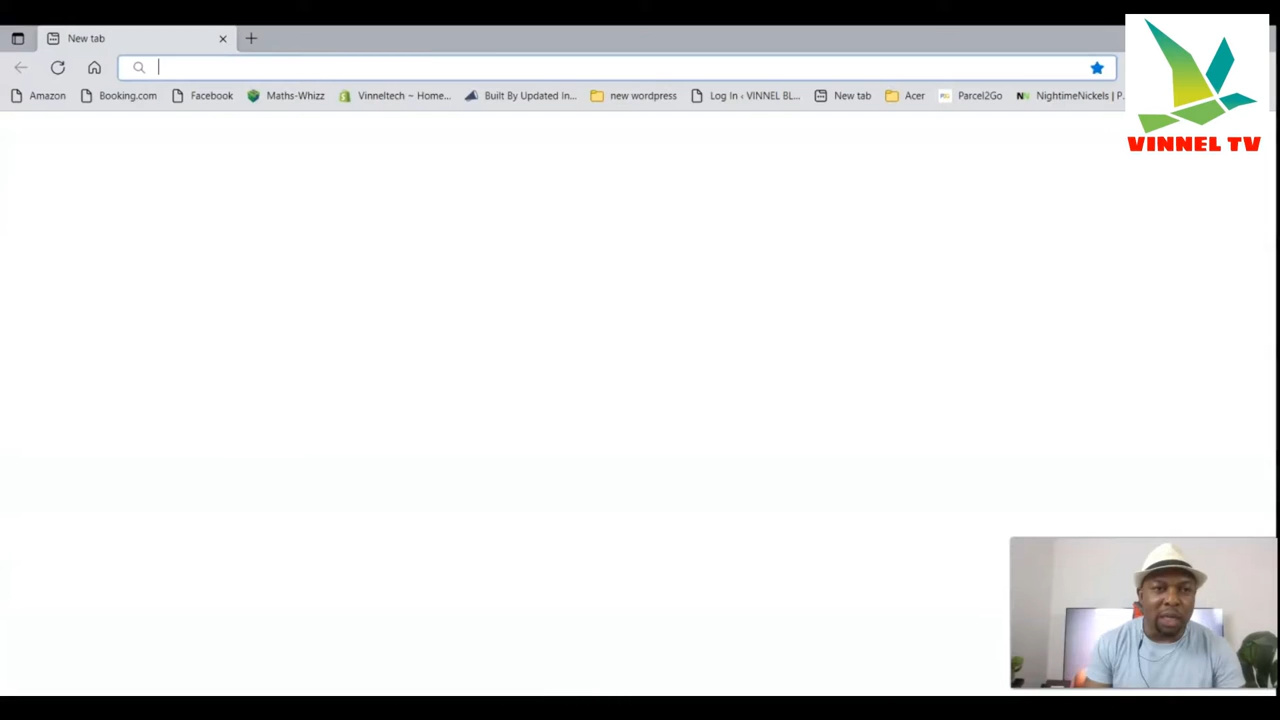 New tab
Amazon Booking.com Facebook Maths-Whizz Vinneltech ~ Home... Built By Updated In... new wordpress Log In ‹ VINNEL BL... New tab Acer Parcel2Go NightimeNickels | P...
VINNEL TV